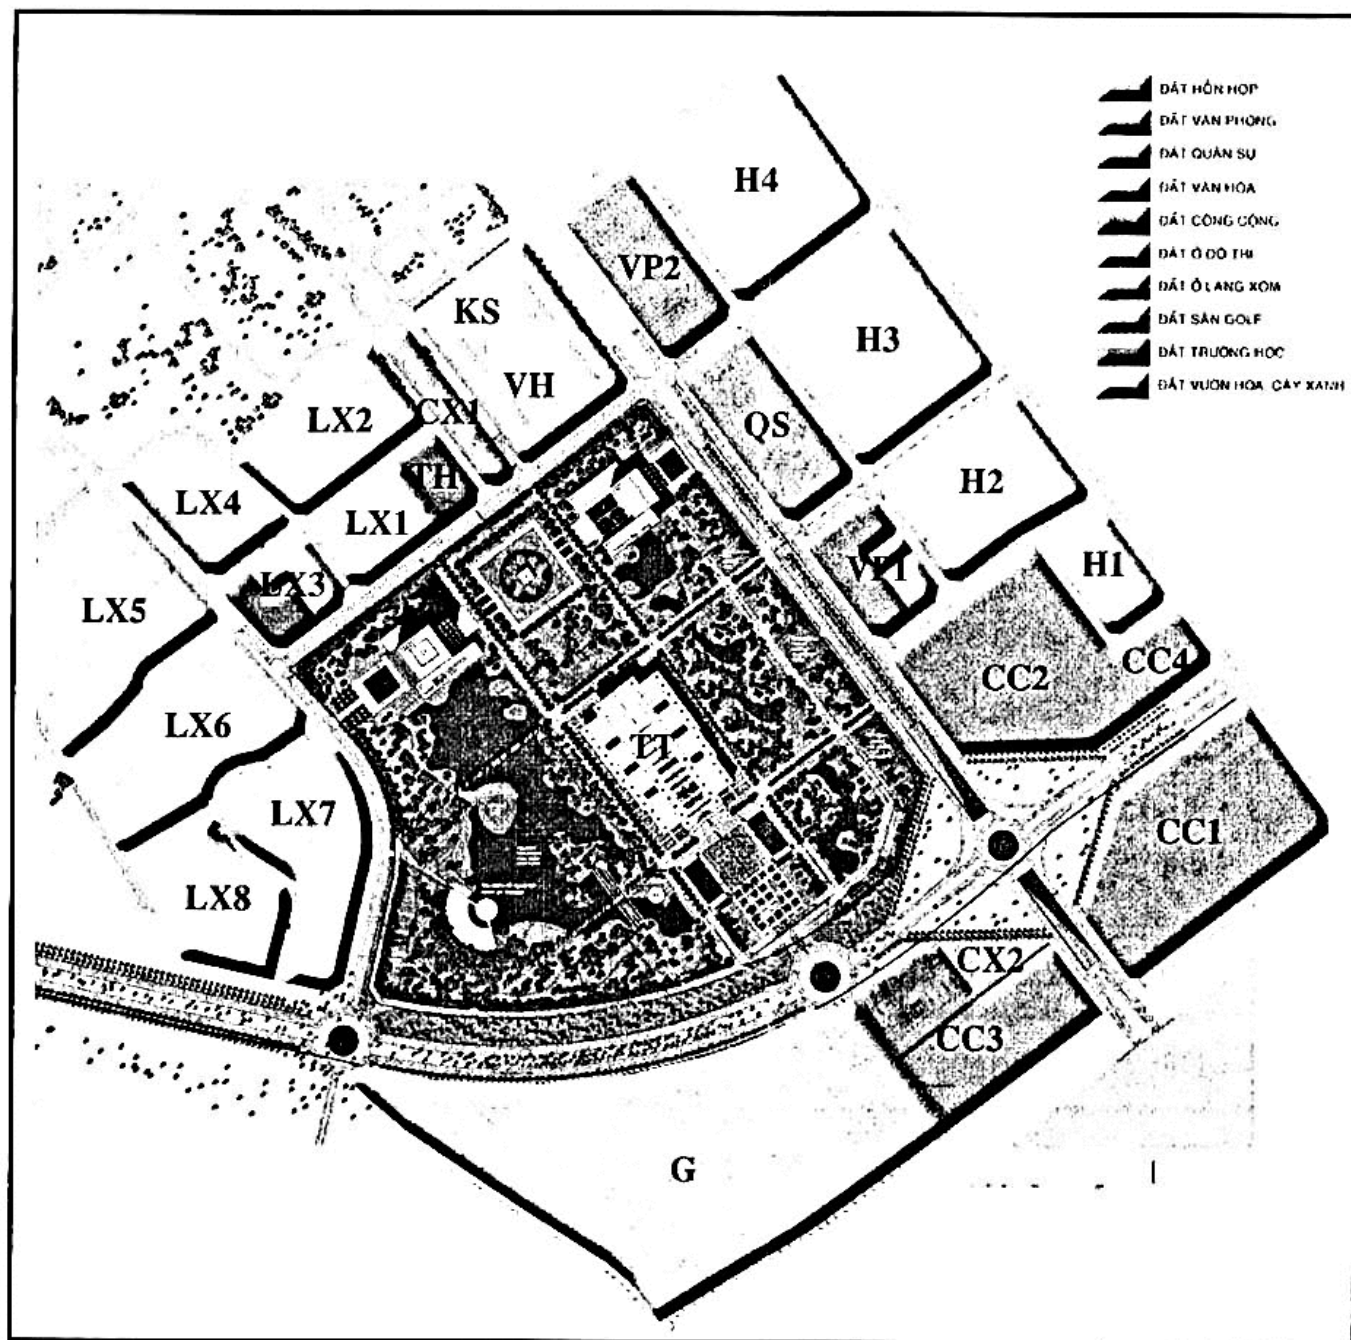 ĐẤT HỖN HỢP
ĐẤT VĂN PHÒNG
ĐẤT QUÂN SỰ
ĐẤT VĂN HÓA
ĐẤT CÔNG CỘNG
ĐẤT Ở ĐÔ THỊ
ĐẤT Ở LÀNG XÓM
ĐẤT SÂN GOLF
ĐẤT TRƯỜNG HỌC
ĐẤT VƯỜN HOA, CÂY XANH
H4
VP2
KS
H3
VH
LX2
CX1
QS
TH
H2
LX4
LX1
VP1
H1
LX3
LX5
CC2
CC4
LX6
TT
LX7
CC1
LX8
CX2
CC3
G